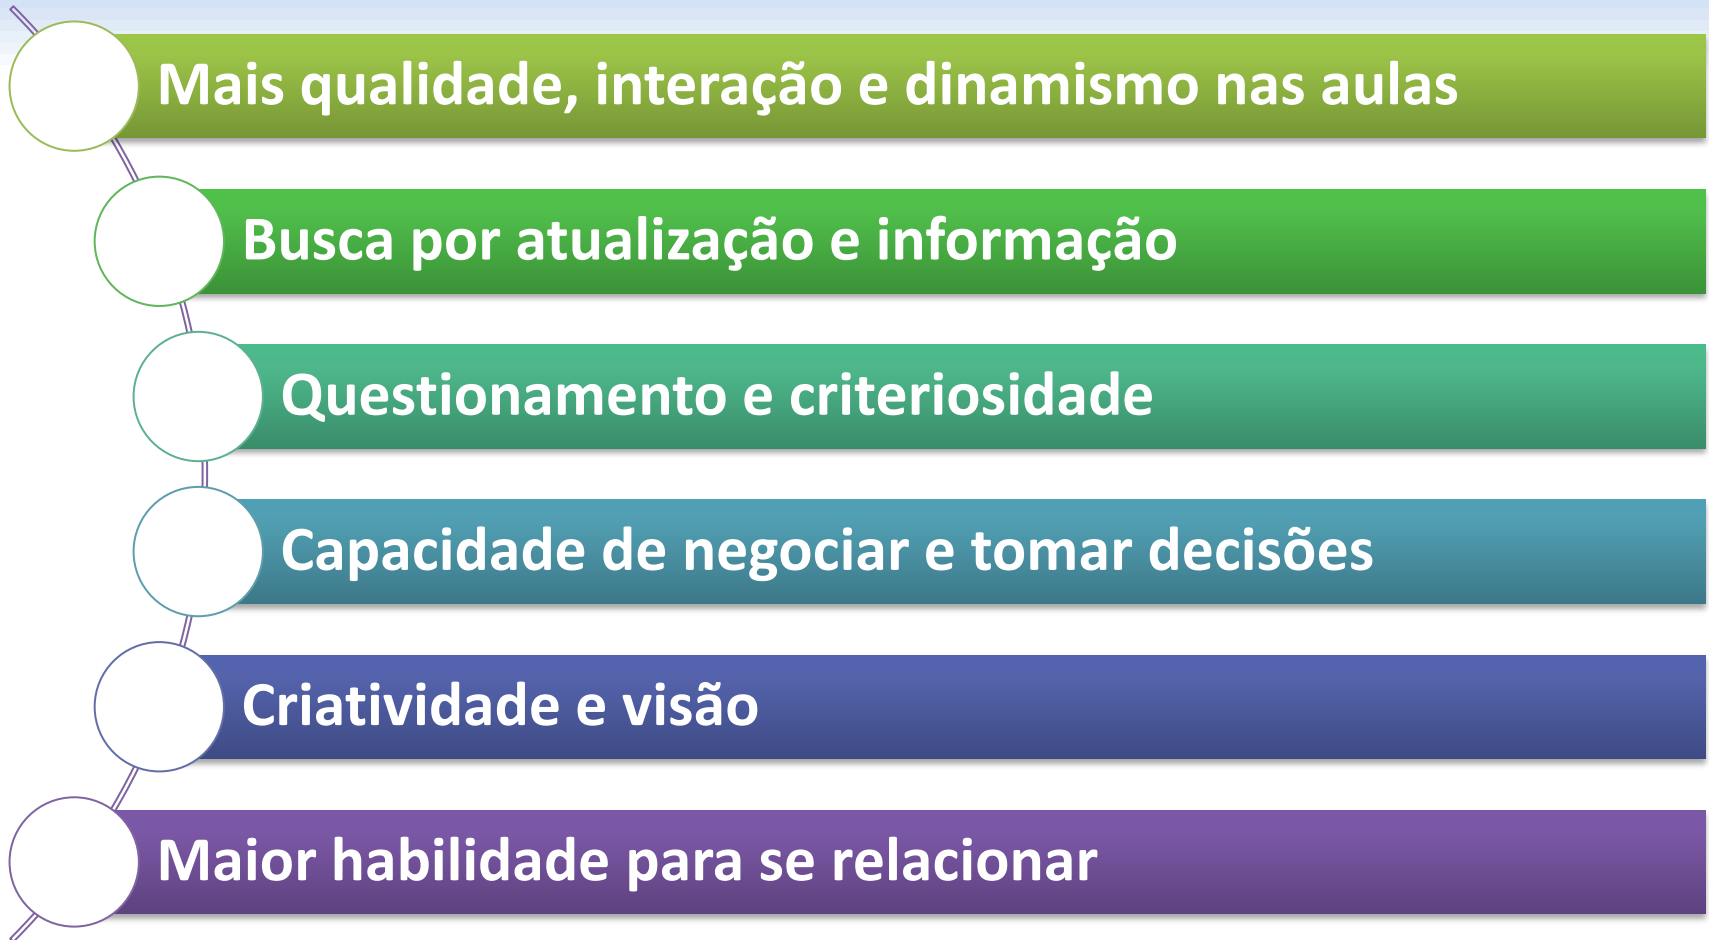 Mais qualidade, interação e dinamismo nas aulas
Busca por atualização e informação
Questionamento e criteriosidade
Capacidade de negociar e tomar decisões
Criatividade e visão
Maior habilidade para se relacionar